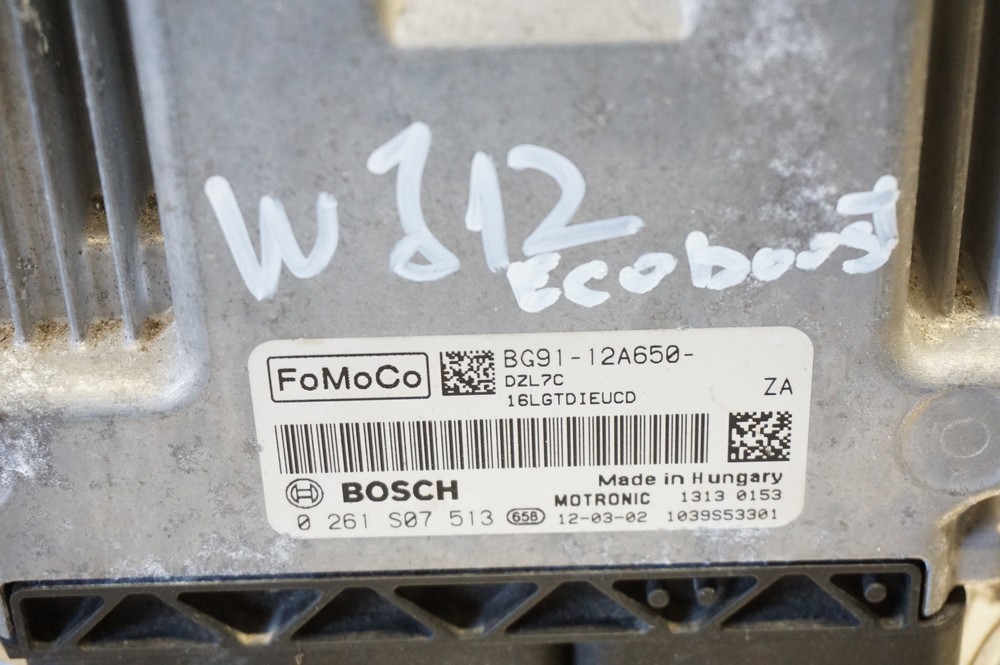 W112
Ecoboost
FoMoCo
BG91-12A650-
DZL7C
16LGTDIEUCD
ZA
BOSCH
Made in Hungary
MOTRONIC 1313 0153
0 261 S07 513 658 12-03-02 1039S53301